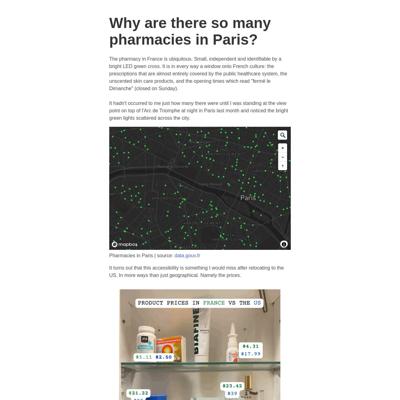 Why are there so many
pharmacies in Paris?
The pharmacy in France is ubiquitous. Small, independent and identifiable by a
bright LED green cross. It is in every way a window onto French culture: the
prescriptions that are almost entirely covered by the public healthcare system, the
unscented skin care products, and the opening times which read "fermé le
Dimanche" (closed on Sunday).
It hadn't occurred to me just how many there were until I was standing at the view
point on top of l'Arc de Triomphe at night in Paris last month and noticed the bright
green lights scattered across the city.
Paris
mapbox
Pharmacies in Paris | source: data.gouv.fr
It turns out that this accessibility is something I would miss after relocating to the
US. In more ways than just geographical. Namely the prices.
PRODUCT PRICES IN FRANCE VS THE US
$4.31
$17.99
$3.11 $2.50
$23.42
$39
$21.32